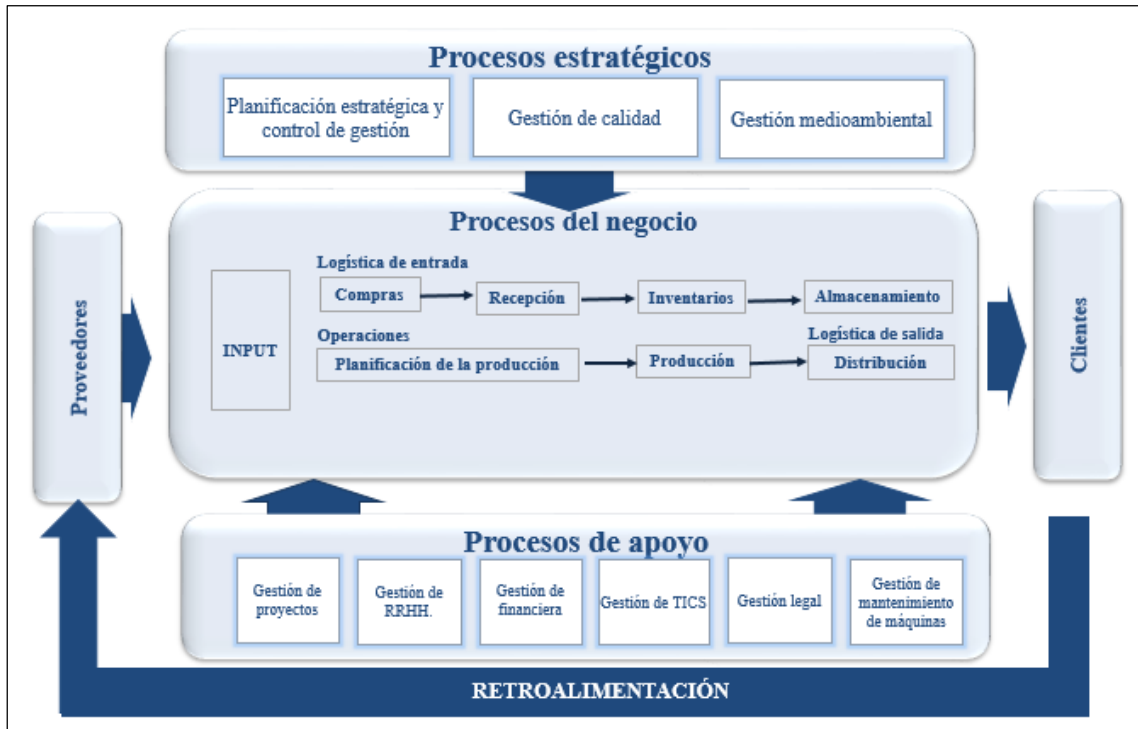 Procesos estratégicos
Planificación estratégica y
control de gestión
Gestión de calidad
Gestión medioambiental
Procesos del negocio
Proveedores
INPUT
Logística de entrada
Compras
Recepción
Inventarios
Almacenamiento
Operaciones
Logística de salida
Planificación de la producción
Producción
Distribución
Clientes
Procesos de apoyo
Gestión de
proyectos
Gestión de
RRHH.
Gestión de
financiera
Gestión de TICS
Gestión legal
Gestión de
mantenimiento
de máquinas
RETROALIMENTACIÓN